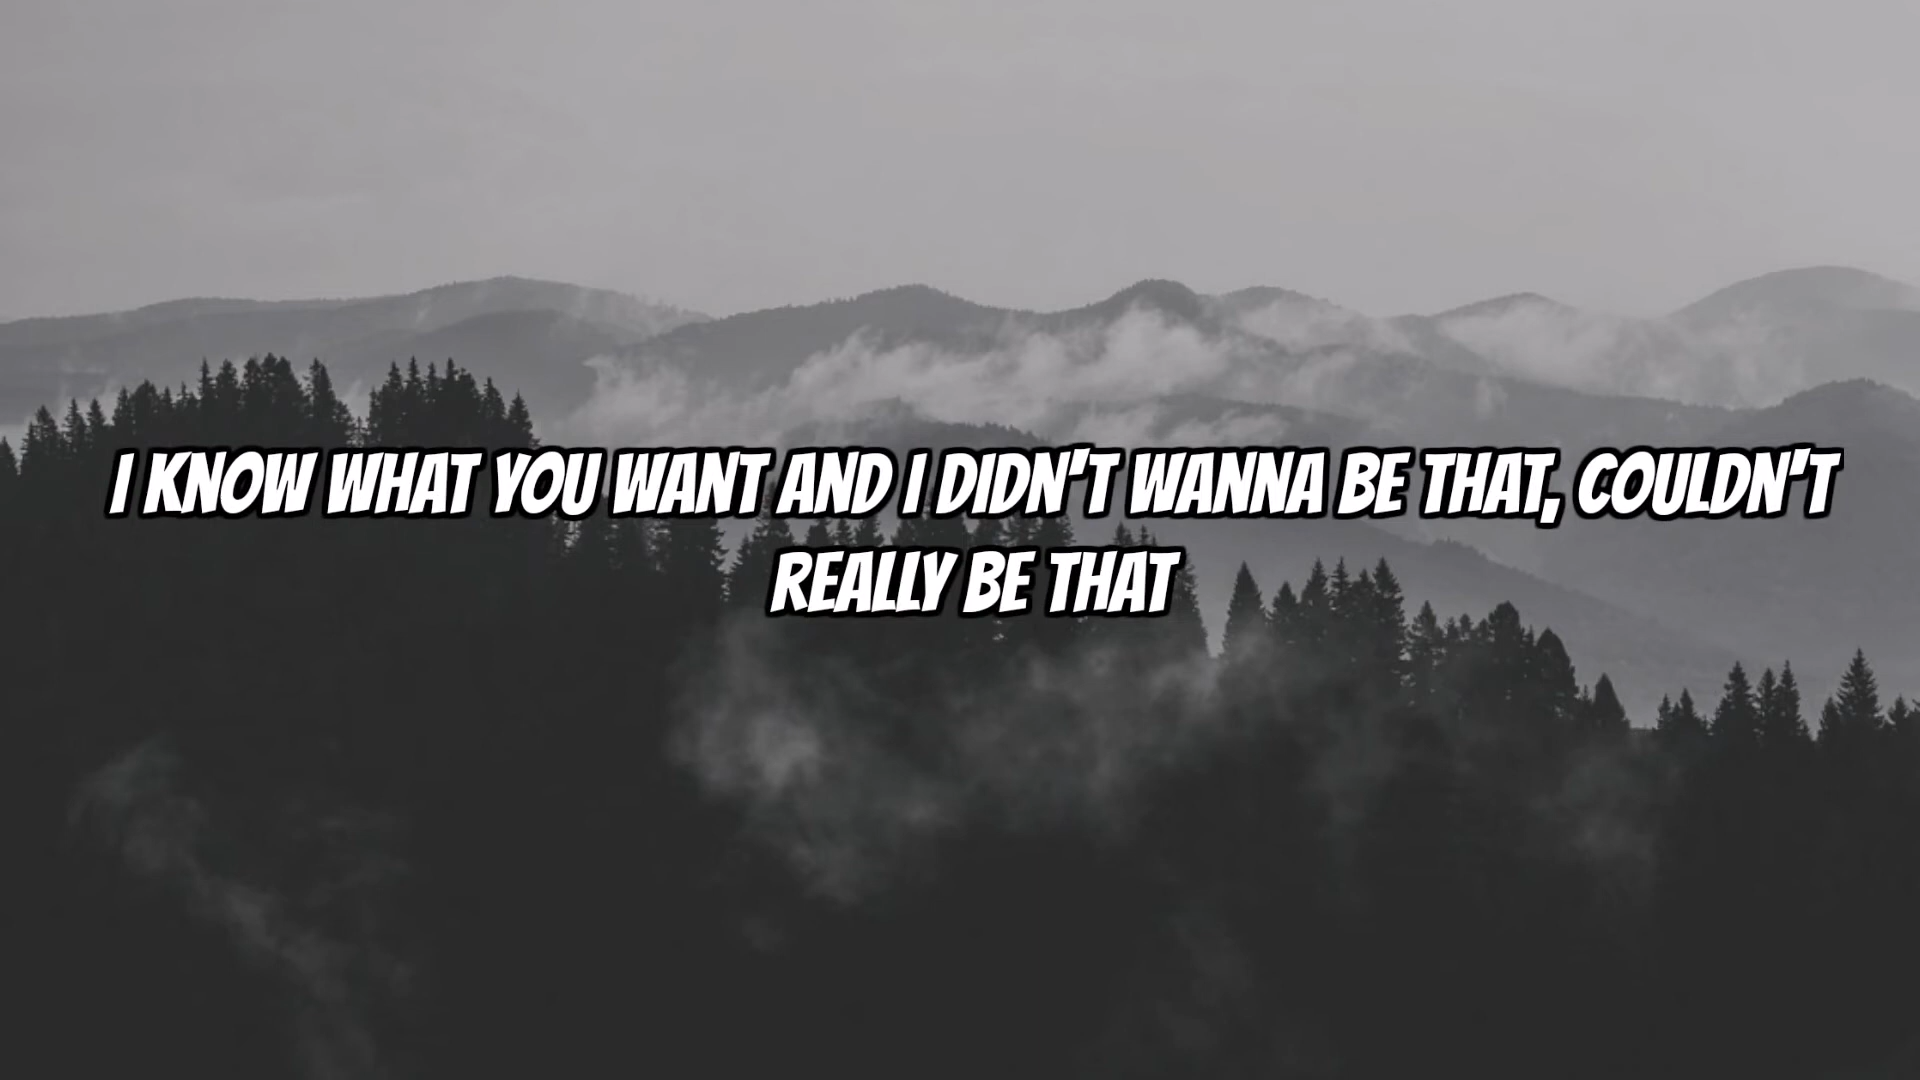 I KNOW WHAT YOU WANT AND I DIDN'T WANNA BE THAT, COULDN'T
REALLY BE THAT